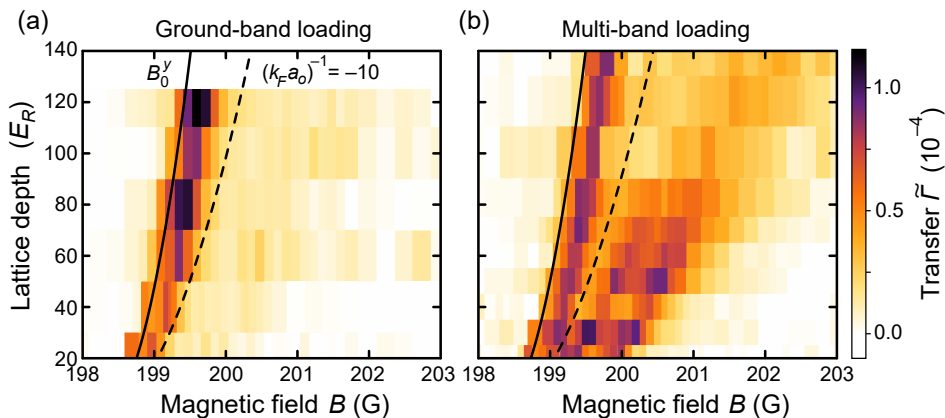 (a)
Ground-band loading
(b)
Multi-band loading
140
120
100
80
60
40
20
Lattice depth (E_R)
B_0^y
(k_F a_o)^{-1} = –10
198
199
200
201
202
203
Magnetic field B (G)
198
199
200
201
202
203
Magnetic field B (G)
1.0
0.5
0.0
Transfer Γ̃ (10^{-4})